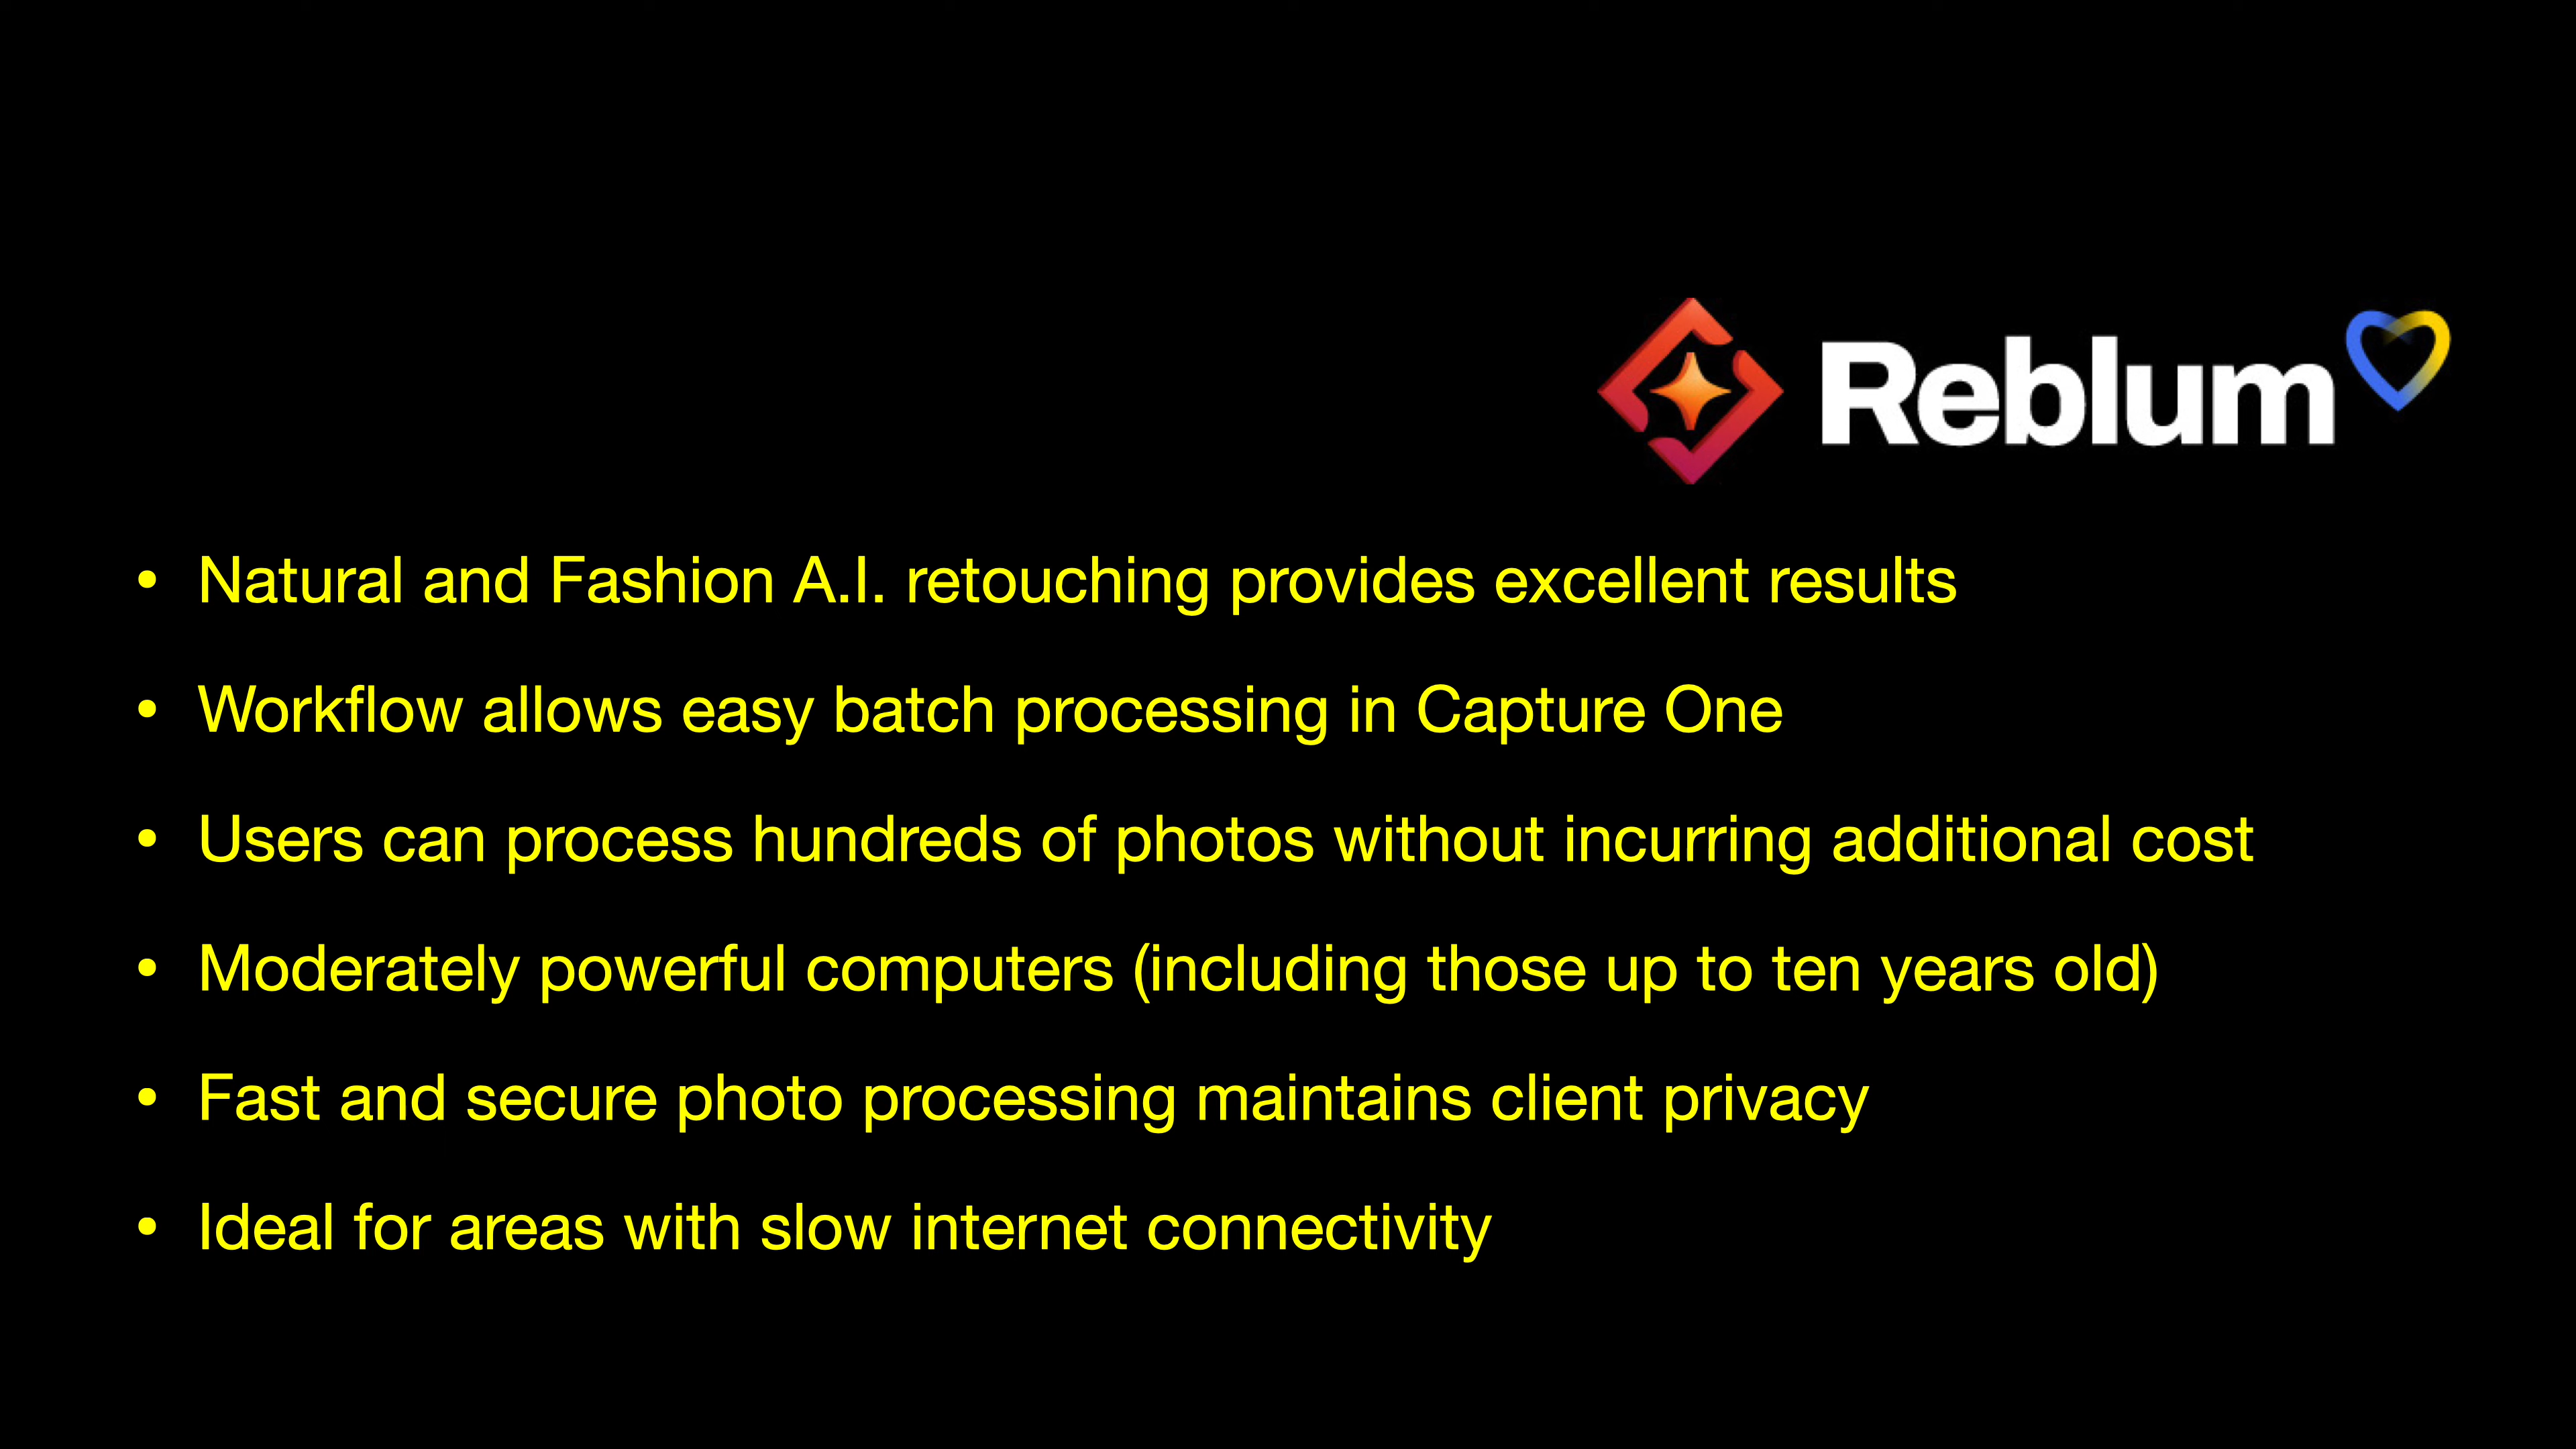 Reblum
• Natural and Fashion A.I. retouching provides excellent results
• Workflow allows easy batch processing in Capture One
• Users can process hundreds of photos without incurring additional cost
• Moderately powerful computers (including those up to ten years old)
• Fast and secure photo processing maintains client privacy
• Ideal for areas with slow internet connectivity